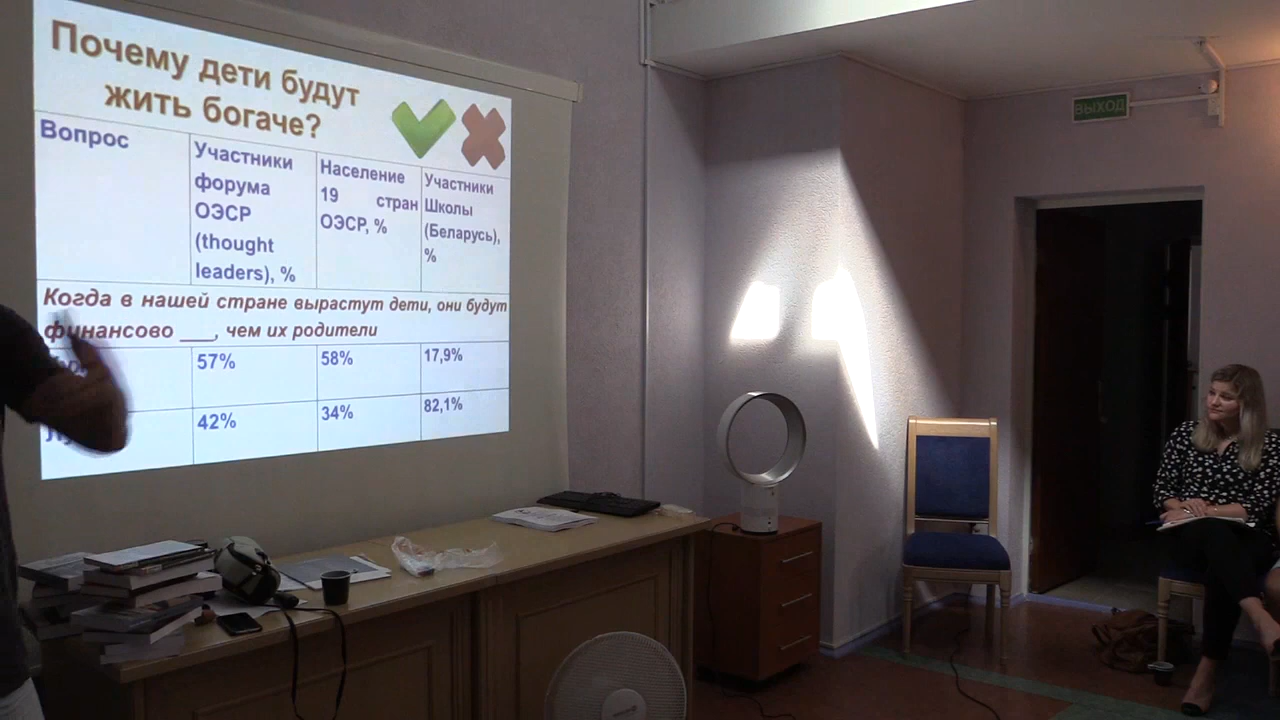 Почему дети будут
жить богаче?
Вопрос
Участники
форума
ОЭСР
(thought
leaders), %
Население
19 стран
ОЭСР, %
Участники
Школы
(Беларусь),
%
Когда в нашей стране вырастут дети, они будут
финансово ___, чем их родители
57%
58%
17,9%
42%
34%
82,1%
ВЫХОД